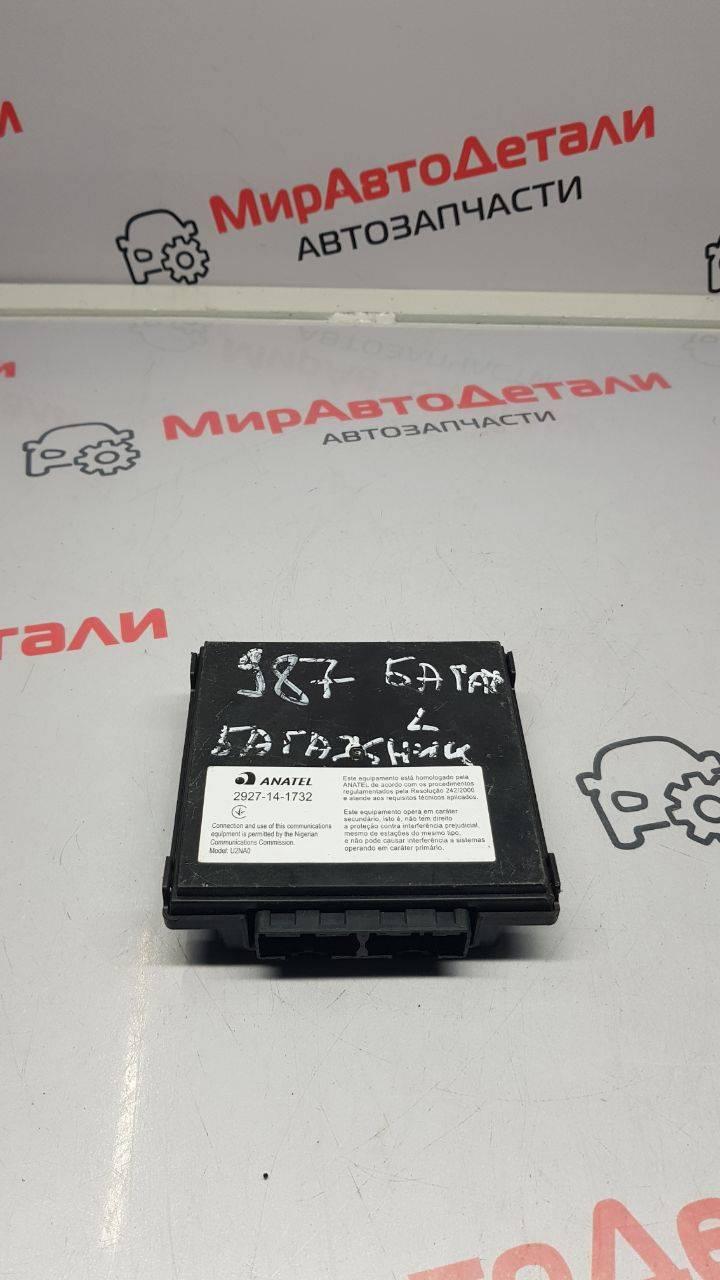 МирАвтоДетали
АВТОЗАПЧАСТИ
МирАвтоДетали
АВТОЗАПЧАСТИ
тали
987 БАГАЖ
L
БАГАЖНИК
ANATEL
2927-14-1732
Connection and use of this communications
equipment is permitted by the Nigerian
Communications Commission.
Model: U2NA0
Este equipamento está homologado pela
ANATEL de acordo com os procedimentos
regulamentados pela Resolução 242/2000
e atende aos requisitos técnicos aplicados.
Este equipamento opera em caráter
secundário, isto é, não tem direito
a proteção contra interferência prejudicial,
mesmo de estações do mesmo tipo,
e não pode causar interferência a sistemas
operando em caráter primário.